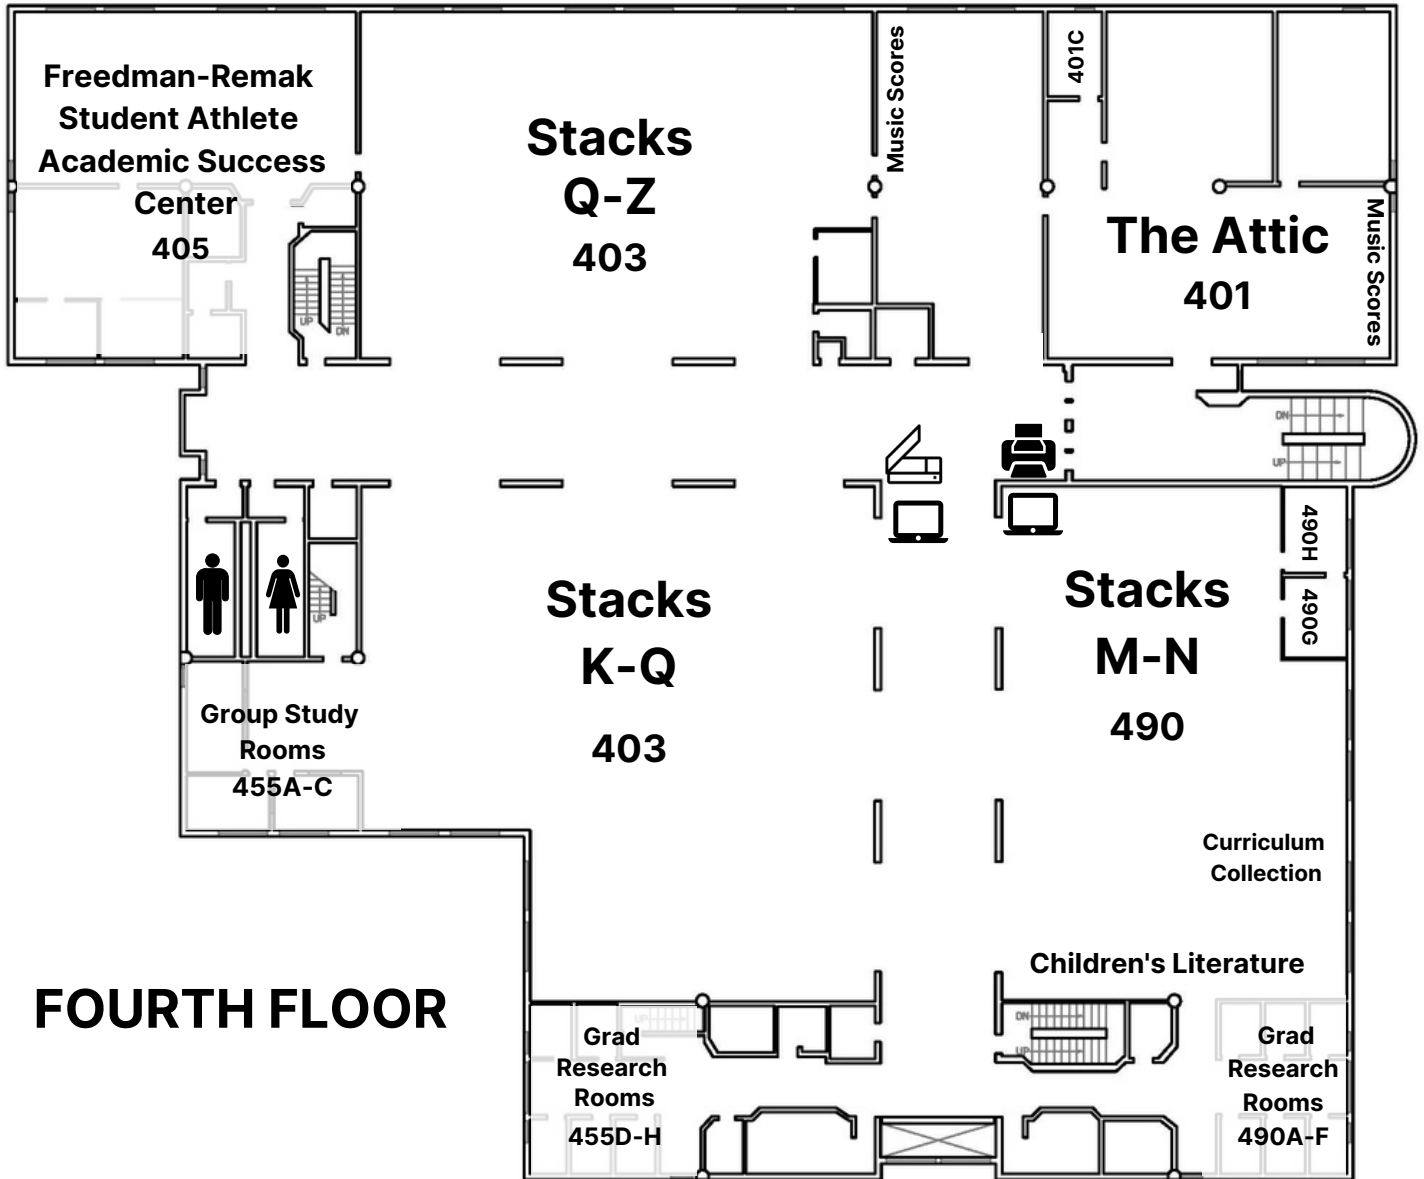 Freedman-Remak
Student Athlete
Academic Success
Center
405
Stacks
Q-Z
403
Music Scores
401C
The Attic
401
Music Scores
UP
DN
DN
UP
490H
490G
Stacks
K-Q
403
Stacks
M-N
490
UP
Group Study
Rooms
455A-C
Curriculum
Collection
Children's Literature
FOURTH FLOOR
UP
Grad
Research
Rooms
455D-H
DN
UP
Grad
Research
Rooms
490A-F